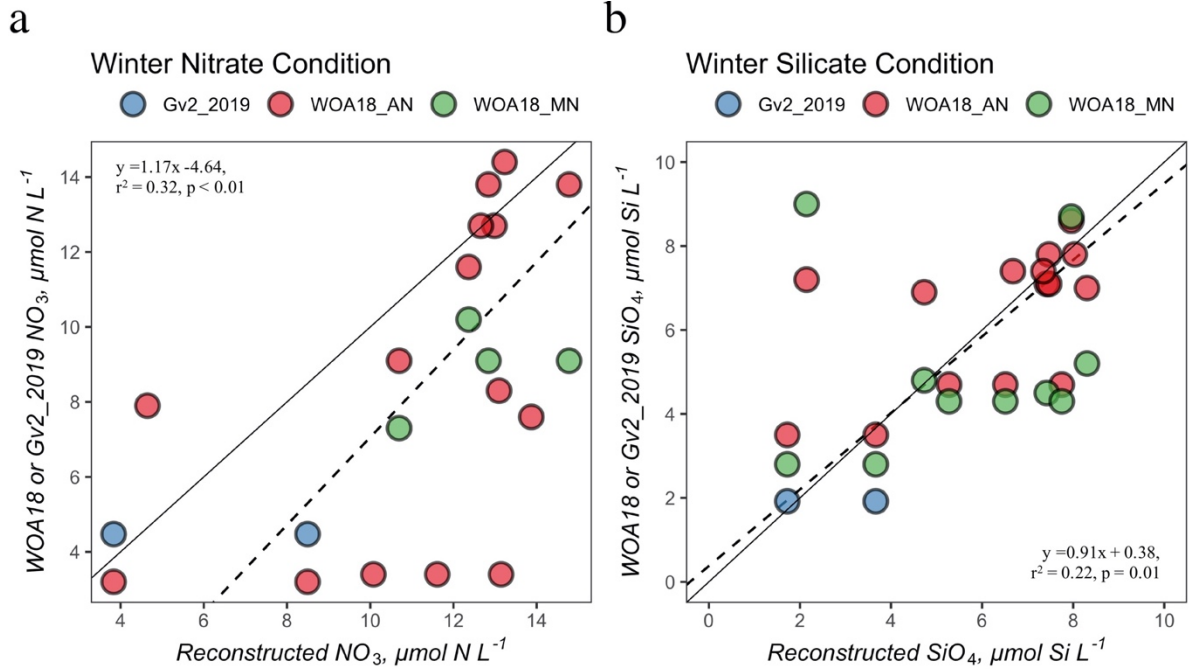 a
Winter Nitrate Condition
Gv2_2019 WOA18_AN WOA18_MN
y =1.17x -4.64,
r² = 0.32, p < 0.01
WOA18 or Gv2_2019 NO₃, µmol N L⁻¹
14
12
10
8
6
4
4 6 8 10 12 14
Reconstructed NO₃, µmol N L⁻¹
b
Winter Silicate Condition
Gv2_2019 WOA18_AN WOA18_MN
WOA18 or Gv2_2019 SiO₄, µmol Si L⁻¹
10
8
6
4
2
0
y =0.91x + 0.38,
r² = 0.22, p = 0.01
0 2 4 6 8 10
Reconstructed SiO₄, µmol Si L⁻¹